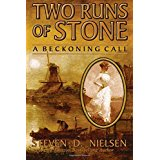 TWO RUNS OF STONE
A BECKONING CALL
STEVEN D. NIELSEN